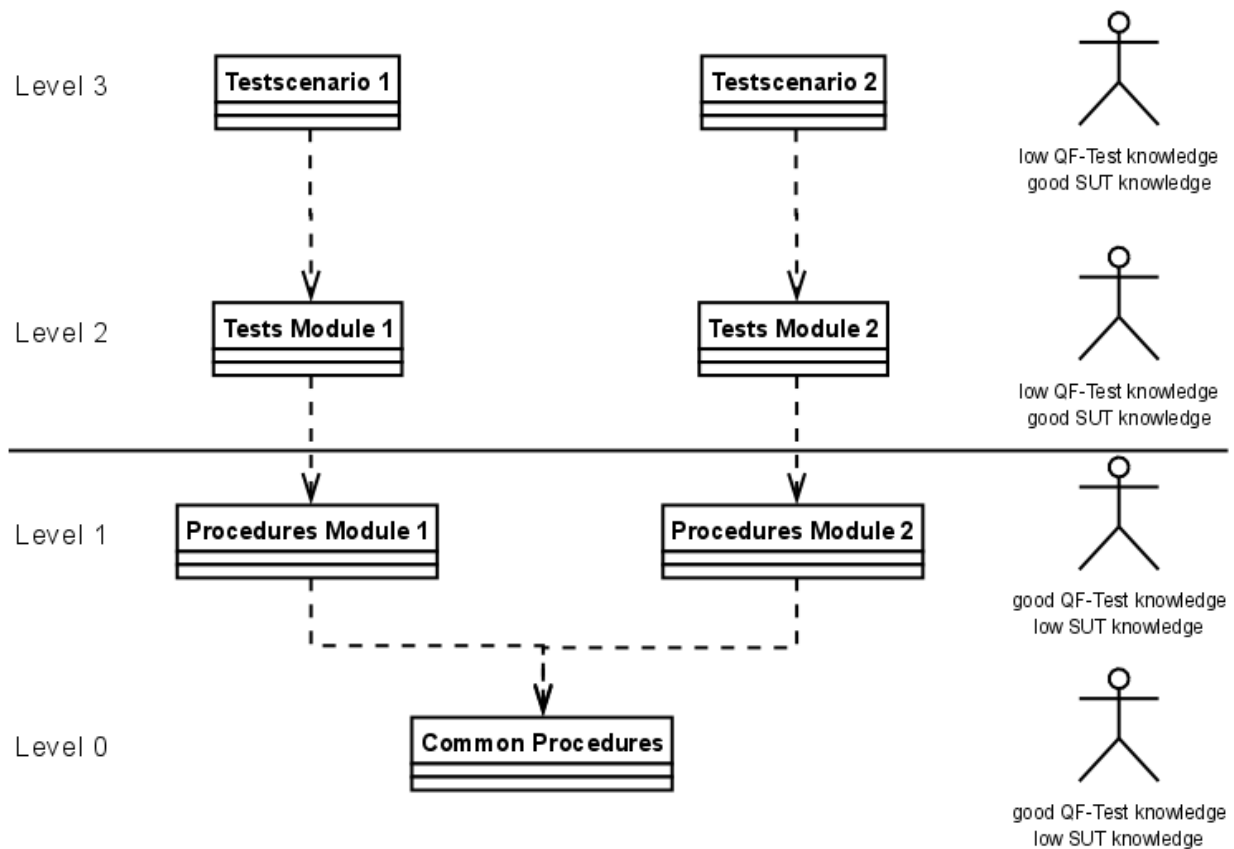 Level 3
Testscenario 1
Testscenario 2
low QF-Test knowledge
good SUT knowledge
Level 2
Tests Module 1
Tests Module 2
low QF-Test knowledge
good SUT knowledge
Level 1
Procedures Module 1
Procedures Module 2
good QF-Test knowledge
low SUT knowledge
Level 0
Common Procedures
good QF-Test knowledge
low SUT knowledge